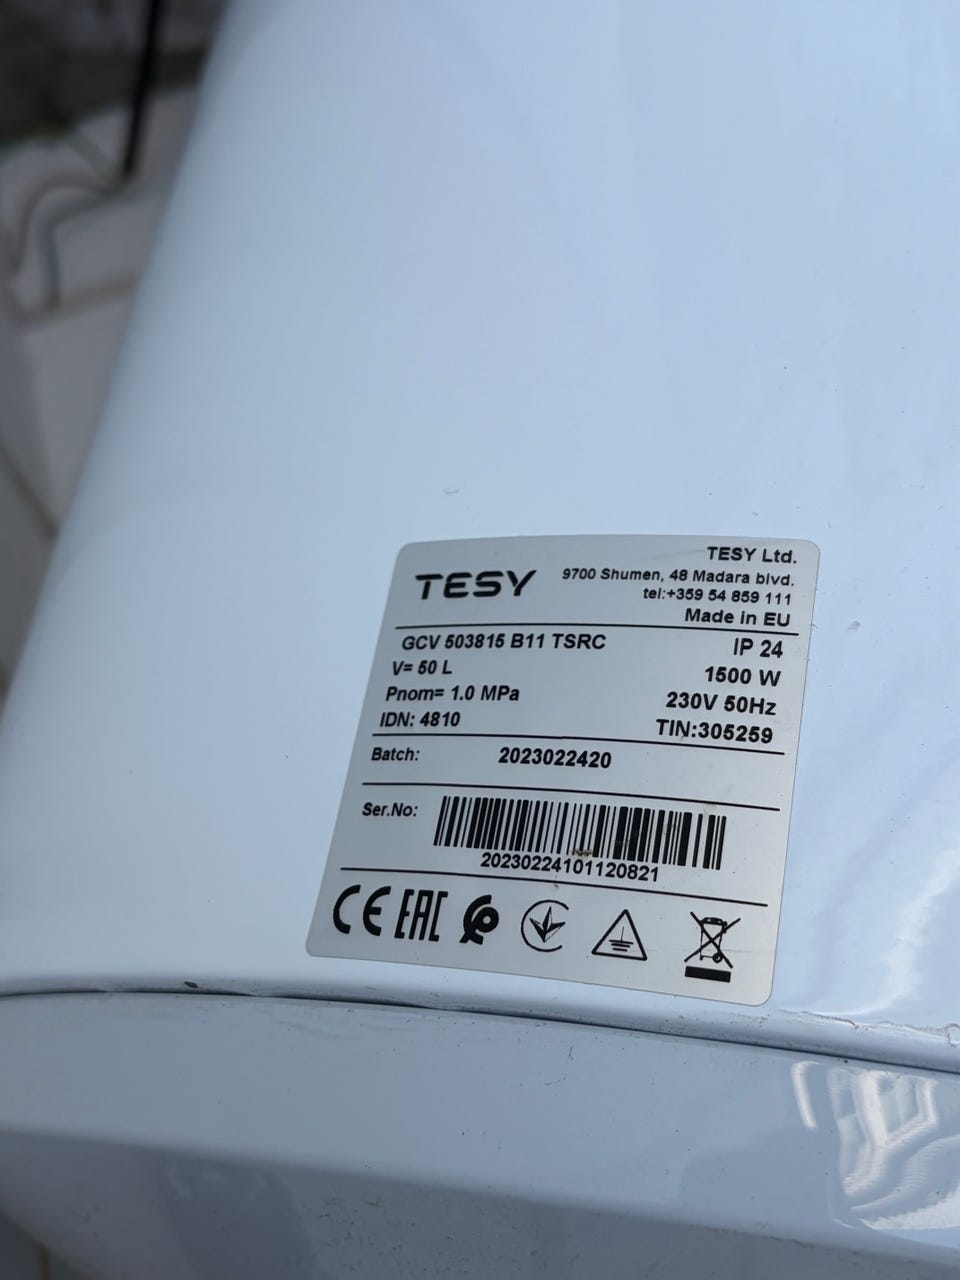 TESY
TESY Ltd.
9700 Shumen, 48 Madara blvd.
tel:+359 54 859 111
Made in EU
GCV 503815 B11 TSRC
IP 24
V= 50 L
1500 W
Pnom= 1.0 MPa
230V 50Hz
IDN: 4810
TIN:305259
Batch: 2023022420
Ser.No:
20230224101120821
CE EAC